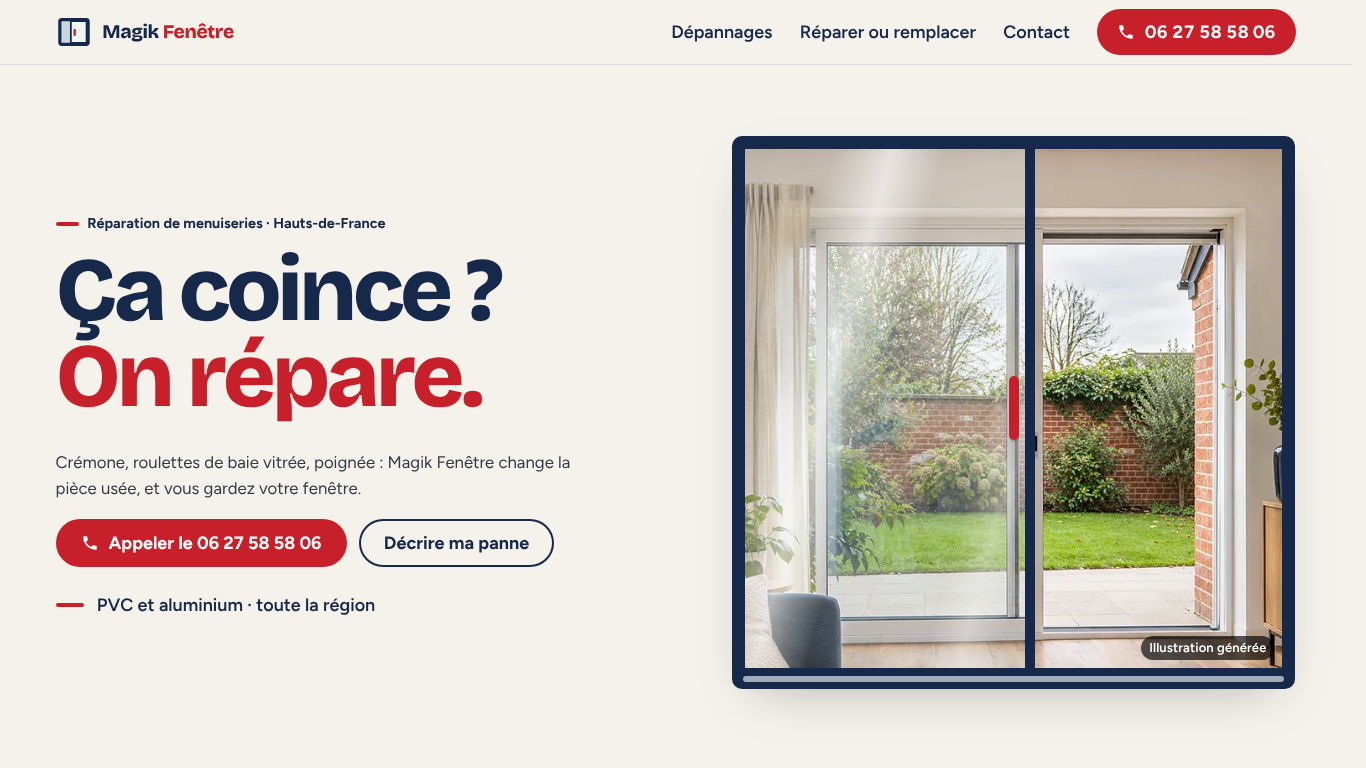 Magik Fenêtre
Dépannages
Réparer ou remplacer
Contact
06 27 58 58 06
Réparation de menuiseries · Hauts-de-France
Ça coince ?
On répare.
Crémone, roulettes de baie vitrée, poignée : Magik Fenêtre change la
pièce usée, et vous gardez votre fenêtre.
Appeler le 06 27 58 58 06
Décrire ma panne
PVC et aluminium · toute la région
Illustration générée